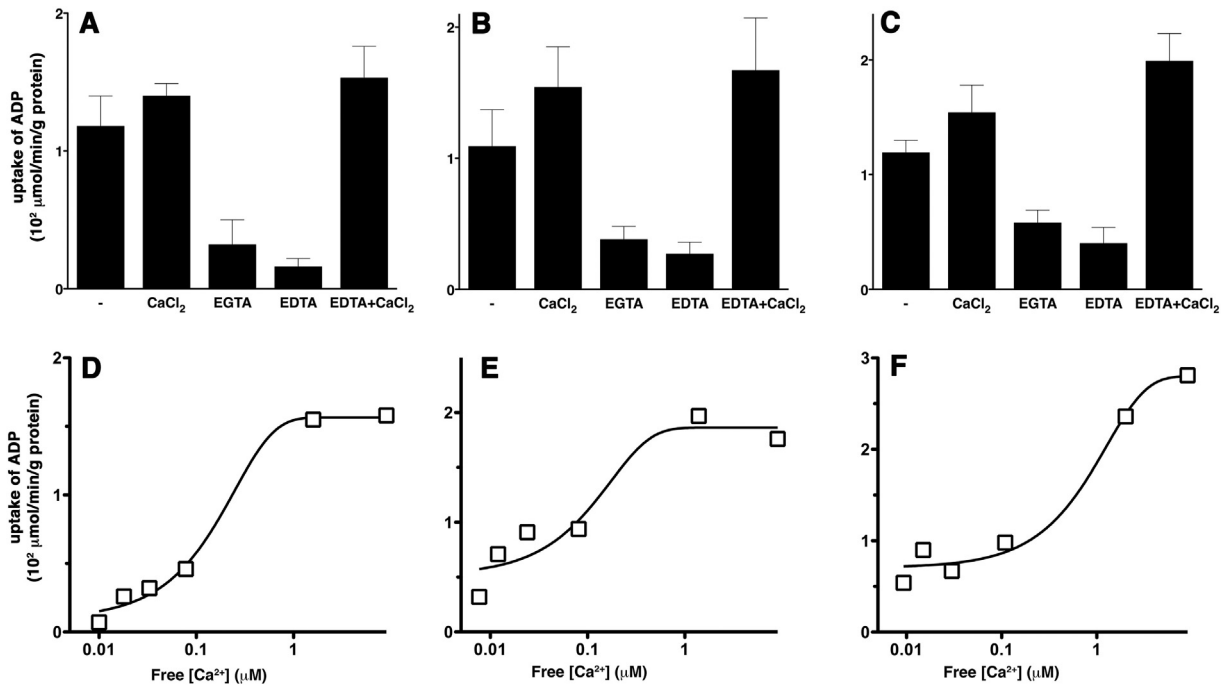 A
B
C
uptake of ADP
(10² μmol/min/g protein)
2
1
0
2
1
0
2
1
0
- CaCl₂ EGTA EDTA EDTA+CaCl₂
- CaCl₂ EGTA EDTA EDTA+CaCl₂
- CaCl₂ EGTA EDTA EDTA+CaCl₂
D
E
F
uptake of ADP
(10² μmol/min/g protein)
2
1
0
2
1
0
3
2
1
0
0.01 0.1 1
0.01 0.1 1
0.01 0.1 1
Free [Ca²⁺] (μM)
Free [Ca²⁺] (μM)
Free [Ca²⁺] (μM)